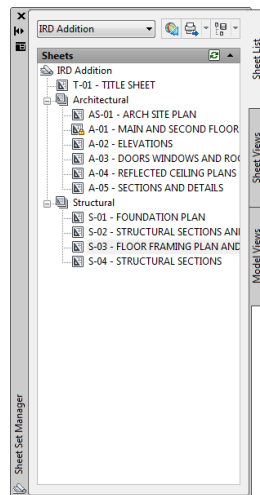 IRD Addition
Sheets
IRD Addition
T-01 - TITLE SHEET
Architectural
AS-01 - ARCH SITE PLAN
A-01 - MAIN AND SECOND FLOOR
A-02 - ELEVATIONS
A-03 - DOORS WINDOWS AND ROO
A-04 - REFLECTED CEILING PLANS
A-05 - SECTIONS AND DETAILS
Structural
S-01 - FOUNDATION PLAN
S-02 - STRUCTURAL SECTIONS AND
S-03 - FLOOR FRAMING PLAN AND
S-04 - STRUCTURAL SECTIONS
Sheet List
Sheet Views
Model Views
Sheet Set Manager